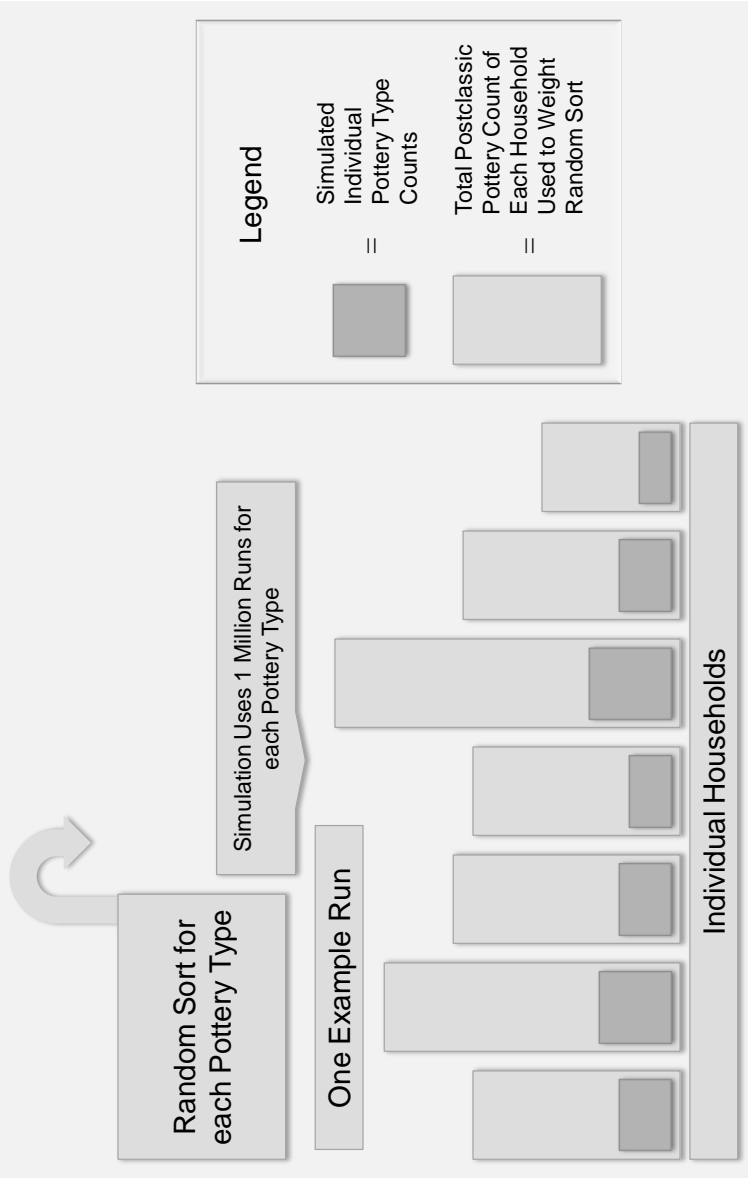 Random Sort for
each Pottery Type
Simulation Uses 1 Million Runs for
each Pottery Type
One Example Run
Individual Households
Legend
=
Simulated
Individual
Pottery Type
Counts
=
Total Postclassic
Pottery Count of
Each Household
Used to Weight
Random Sort